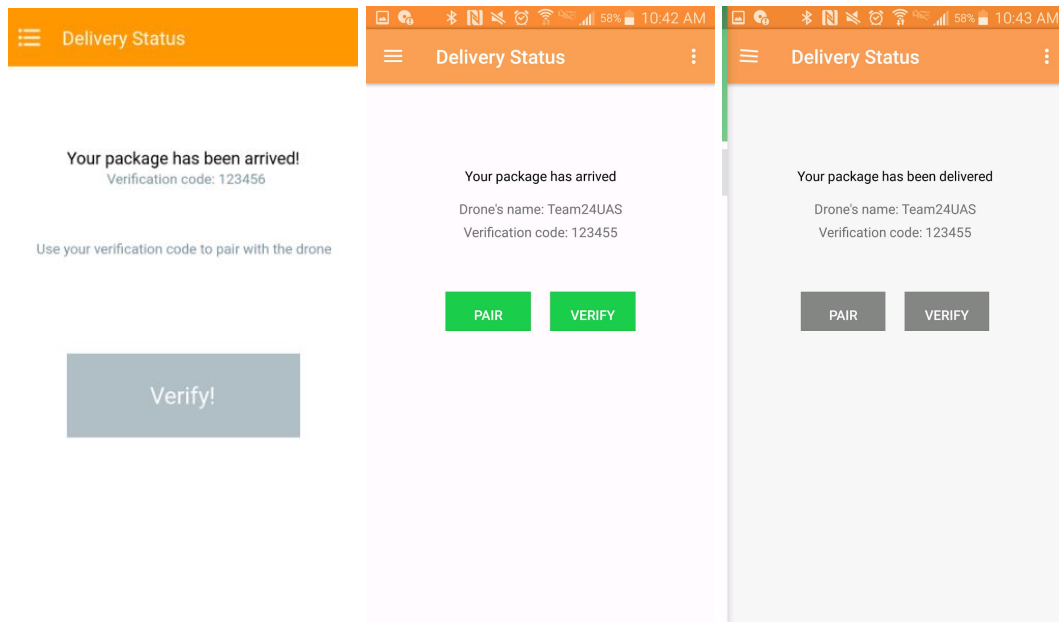 Delivery Status
Your package has been arrived!
Verification code: 123456
Use your verification code to pair with the drone
Verify!
58% 10:42 AM
Delivery Status
Your package has arrived
Drone's name: Team24UAS
Verification code: 123455
PAIR VERIFY
58% 10:43 AM
Delivery Status
Your package has been delivered
Drone's name: Team24UAS
Verification code: 123455
PAIR VERIFY